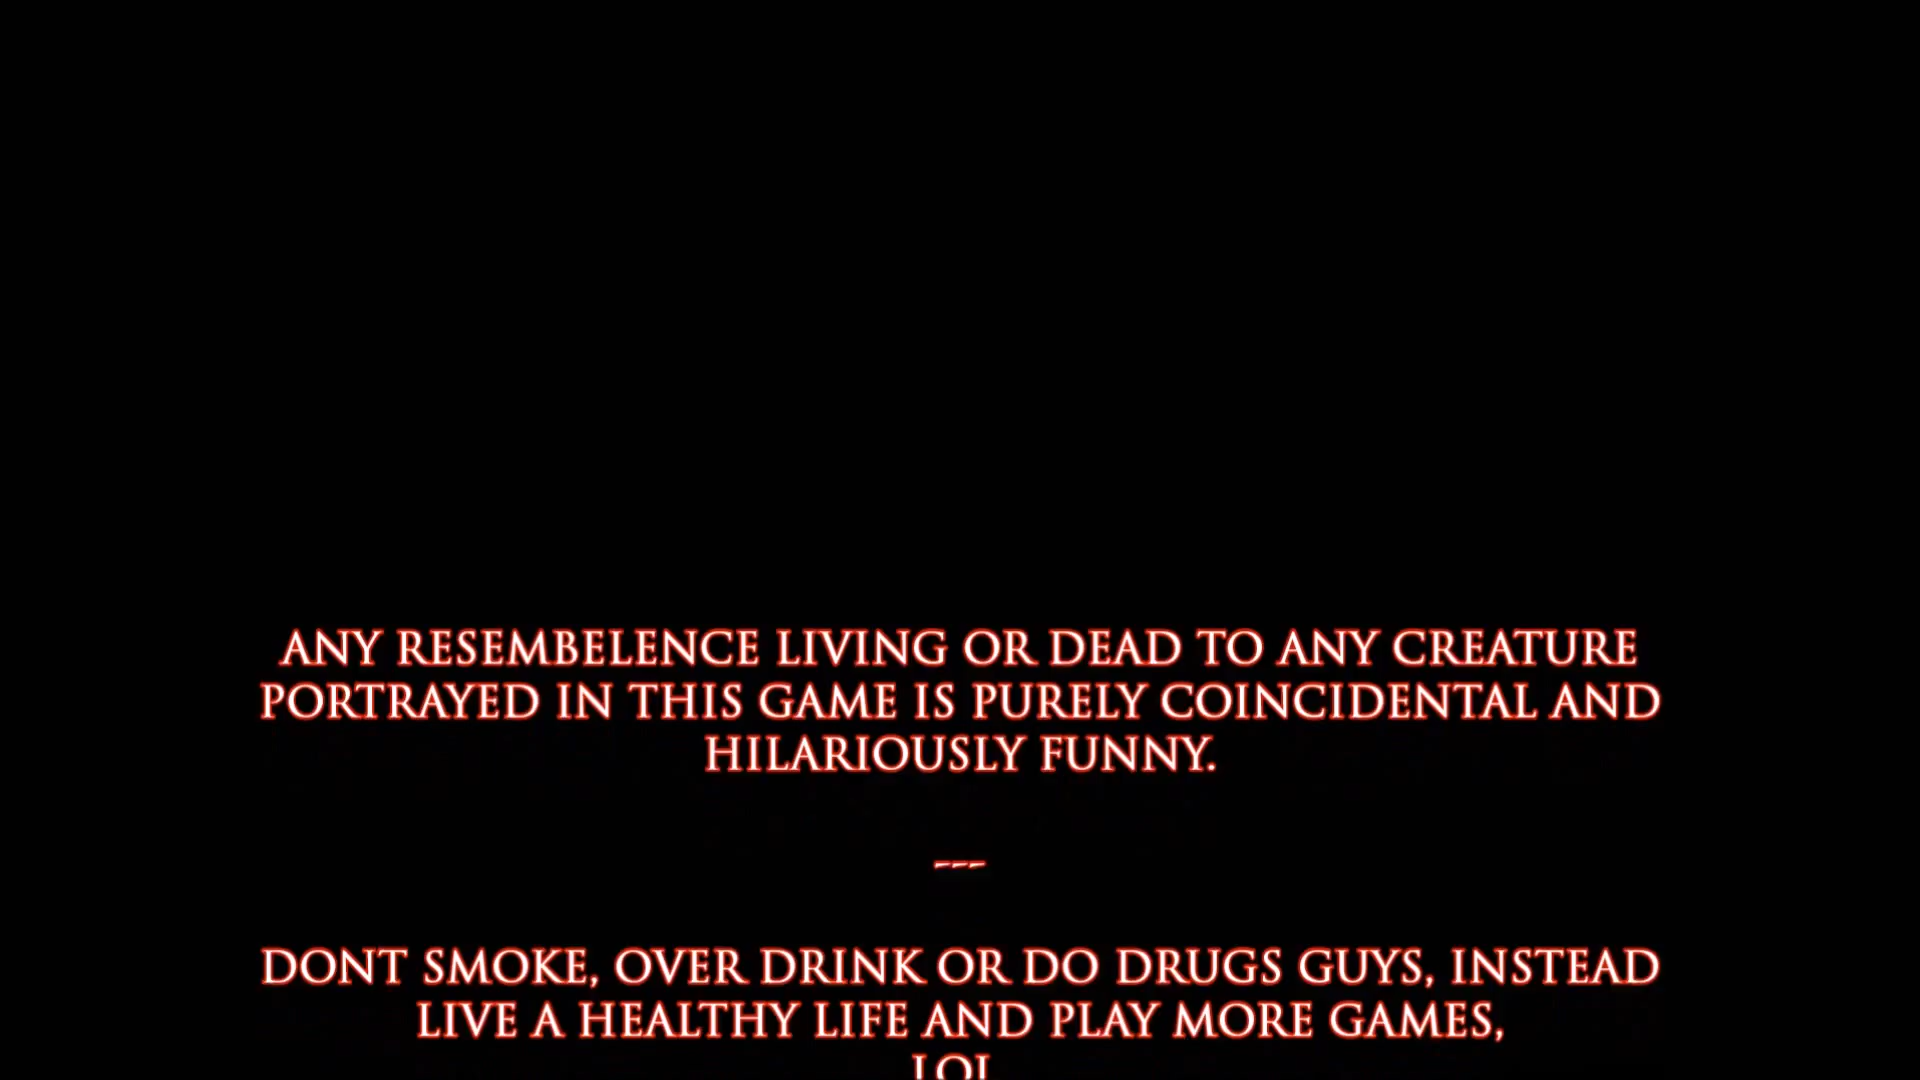 ANY RESEMBELENCE LIVING OR DEAD TO ANY CREATURE
PORTRAYED IN THIS GAME IS PURELY COINCIDENTAL AND
HILARIOUSLY FUNNY.
---
DONT SMOKE, OVER DRINK OR DO DRUGS GUYS, INSTEAD
LIVE A HEALTHY LIFE AND PLAY MORE GAMES,
LOL